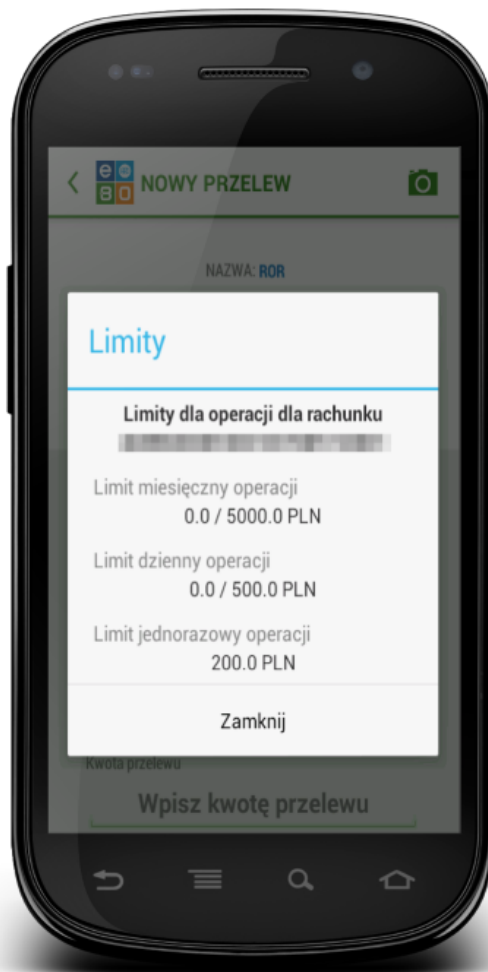 NOWY PRZELEW
NAZWA: ROR
Limity
Limity dla operacji dla rachunku
Limit miesięczny operacji
0.0 / 5000.0 PLN
Limit dzienny operacji
0.0 / 500.0 PLN
Limit jednorazowy operacji
200.0 PLN
Zamknij
Kwota przelewu
Wpisz kwotę przelewu